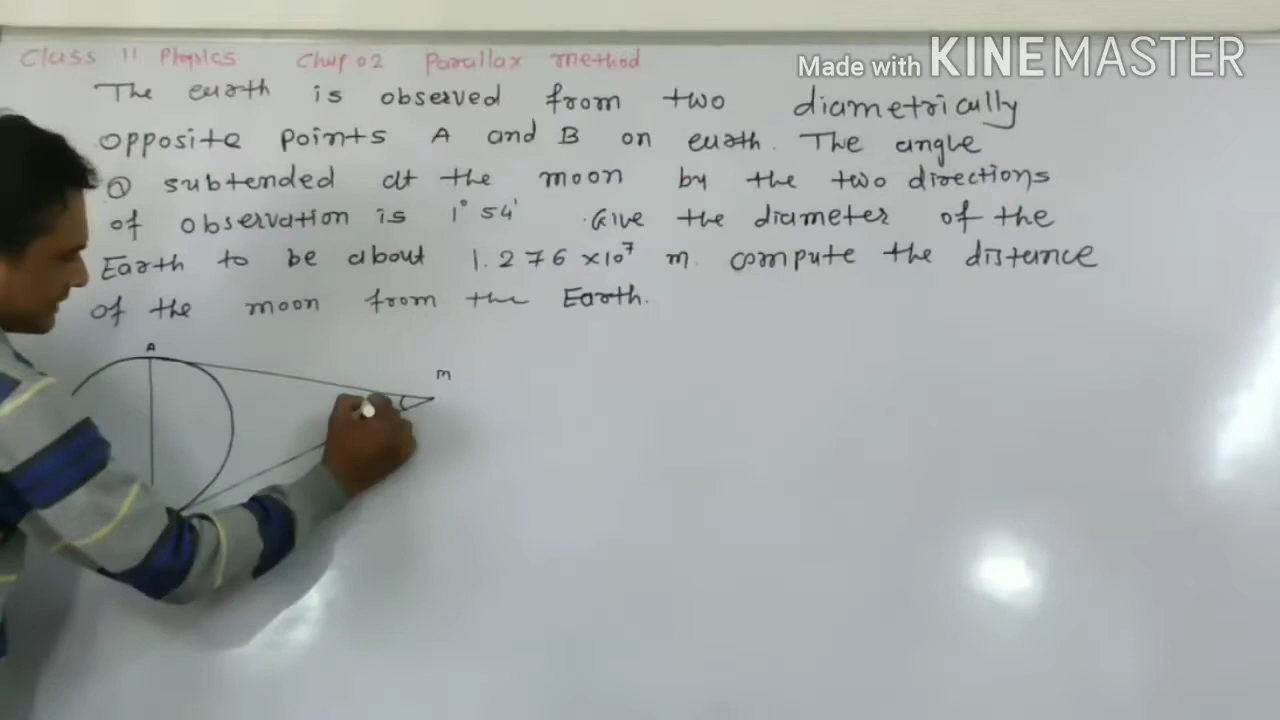 Class 11 Physics Chap 02 Parallax method
Made with KINEMASTER
The earth is observed from two diametrically
opposite points A and B on earth. The angle
θ subtended at the moon by the two directions
of observation is 1° 54' . Give the diameter of the
Earth to be about 1.276 ×10⁷ m. compute the distance
of the moon from the Earth.
A
M